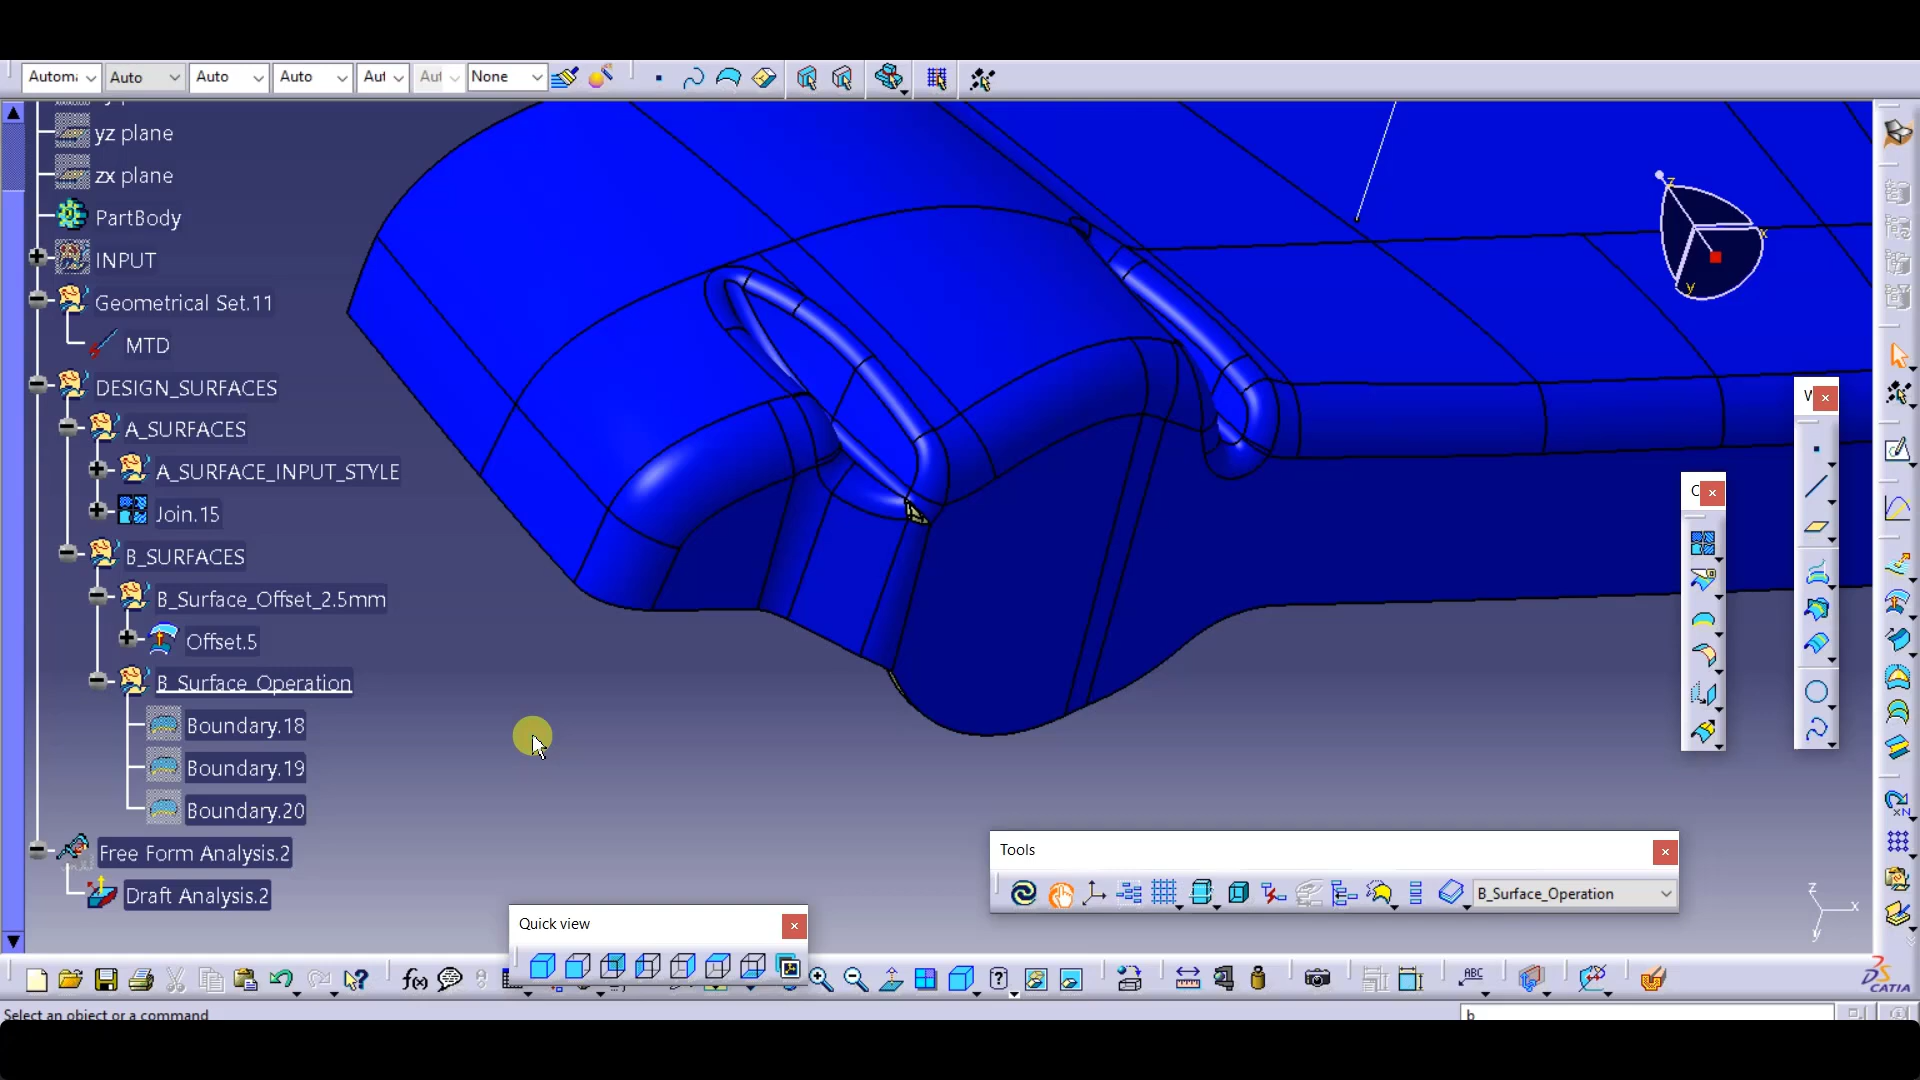 Autom
Auto
Auto
Auto
Aut
Aut
None
yz plane
zx plane
PartBody
INPUT
Geometrical Set.11
MTD
DESIGN_SURFACES
A_SURFACES
A_SURFACE_INPUT_STYLE
Join.15
B_SURFACES
B_Surface_Offset_2.5mm
Offset.5
B_Surface_Operation
Boundary.18
Boundary.19
Boundary.20
Free Form Analysis.2
Draft Analysis.2
z
x
y
Tools
B_Surface_Operation
Quick view
z
x
y
f(x)
ABC
xN
CATIA
Select an object or a command
b